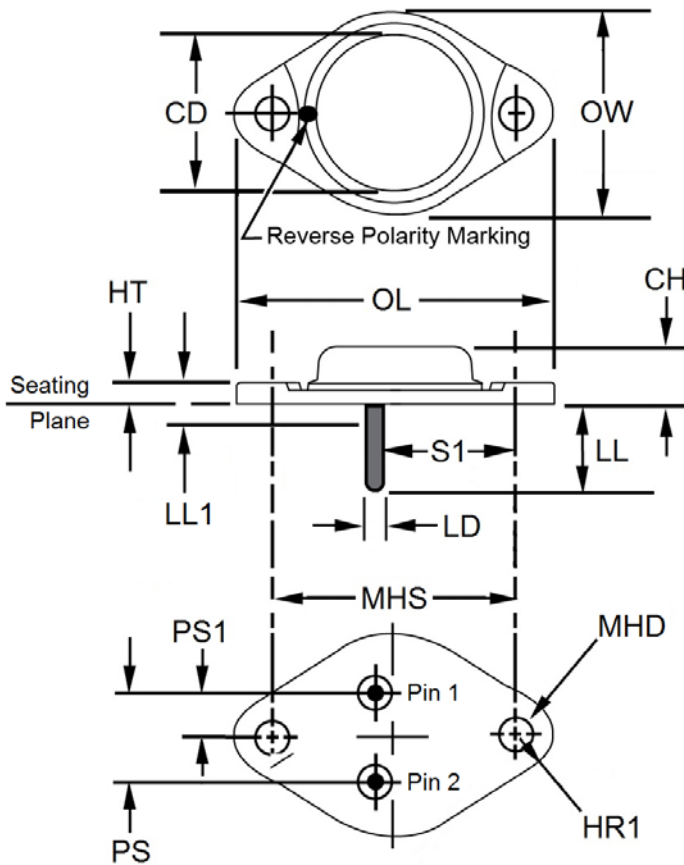 CD
OW
Reverse Polarity Marking
HT
OL
CH
Seating
Plane
S1
LL
LL1
LD
MHS
PS1
MHD
Pin 1
Pin 2
PS
HR1